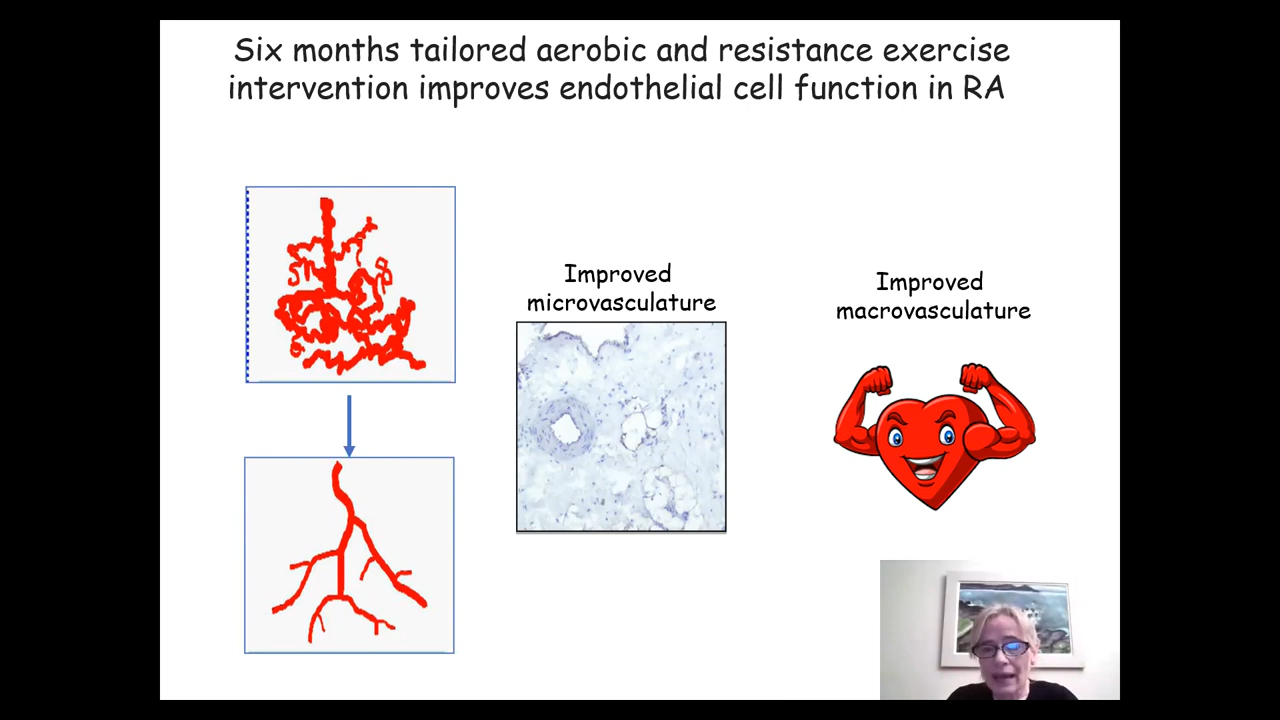 Six months tailored aerobic and resistance exercise
intervention improves endothelial cell function in RA
Improved
microvasculature
Improved
macrovasculature